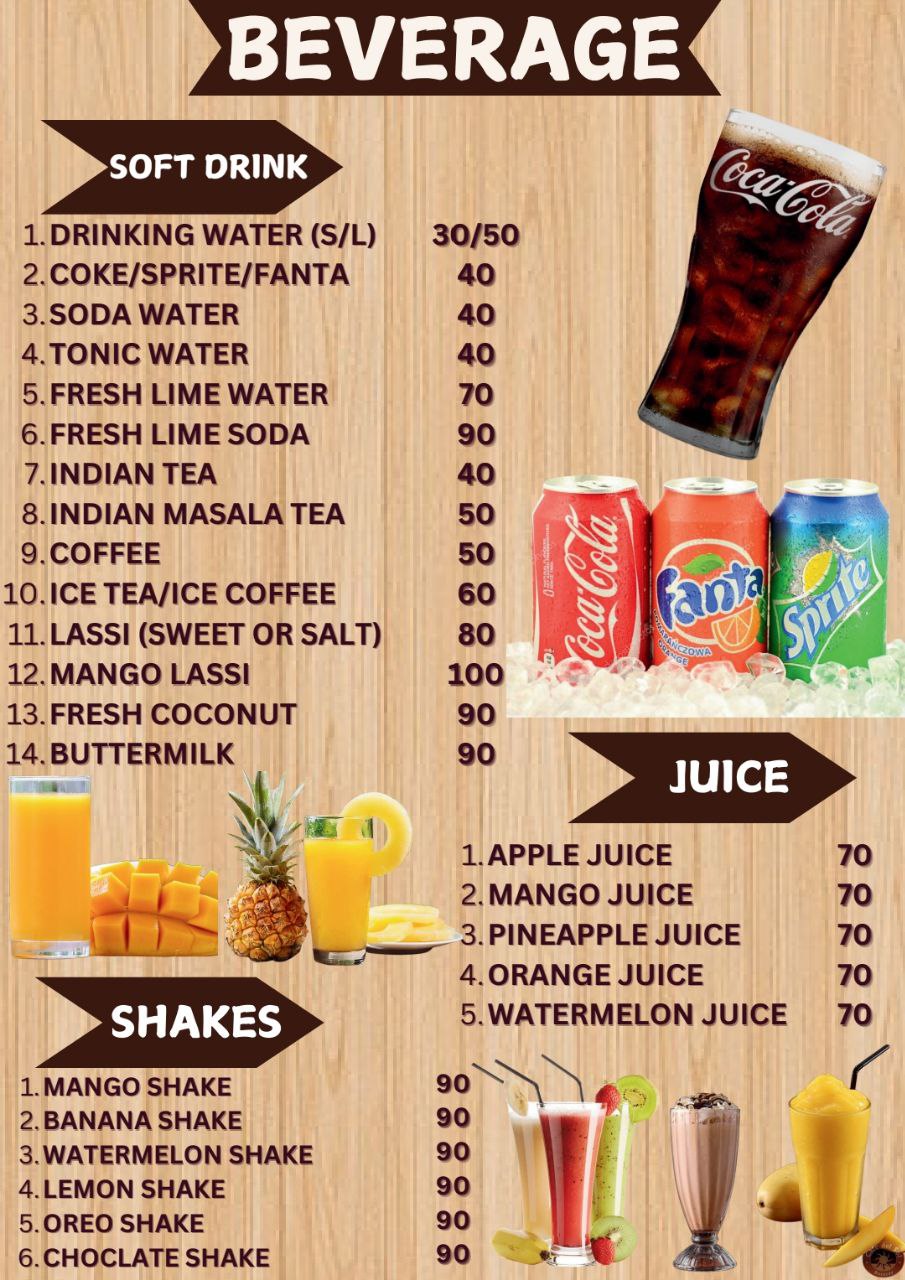 BEVERAGE
SOFT DRINK
1. DRINKING WATER (S/L) 30/50
2. COKE/SPRITE/FANTA 40
3. SODA WATER 40
4. TONIC WATER 40
5. FRESH LIME WATER 70
6. FRESH LIME SODA 90
7. INDIAN TEA 40
8. INDIAN MASALA TEA 50
9. COFFEE 50
10. ICE TEA/ICE COFFEE 60
11. LASSI (SWEET OR SALT) 80
12. MANGO LASSI 100
13. FRESH COCONUT 90
14. BUTTERMILK 90
Coca-Cola
Coca-Cola
fanta
Sprite
JUICE
1. APPLE JUICE 70
2. MANGO JUICE 70
3. PINEAPPLE JUICE 70
4. ORANGE JUICE 70
5. WATERMELON JUICE 70
SHAKES
1. MANGO SHAKE 90
2. BANANA SHAKE 90
3. WATERMELON SHAKE 90
4. LEMON SHAKE 90
5. OREO SHAKE 90
6. CHOCLATE SHAKE 90